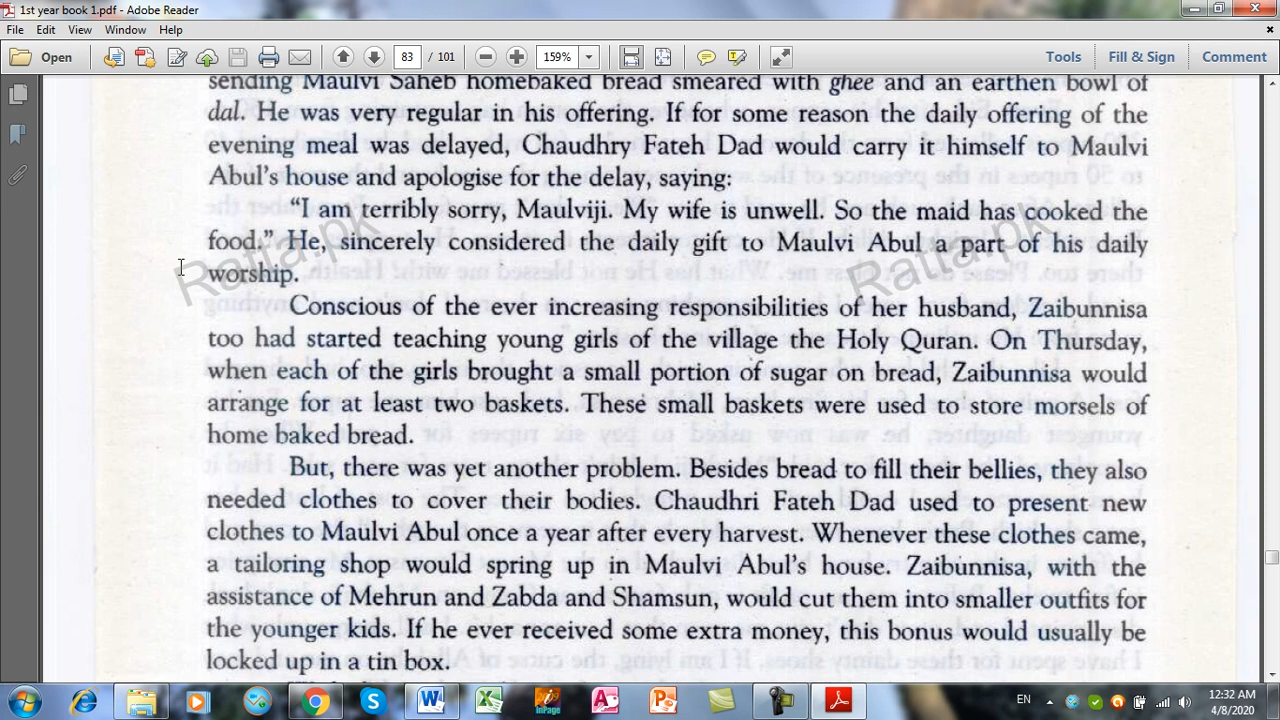 1st year book 1.pdf - Adobe Reader
File Edit View Window Help
Open 83 / 101 159% Tools Fill & Sign Comment
sending Maulvi Saheb homebaked bread smeared with ghee and an earthen bowl of
dal. He was very regular in his offering. If for some reason the daily offering of the
evening meal was delayed, Chaudhry Fateh Dad would carry it himself to Maulvi
Abul's house and apologise for the delay, saying:
"I am terribly sorry, Maulviji. My wife is unwell. So the maid has cooked the
food." He, sincerely considered the daily gift to Maulvi Abul a part of his daily
worship.
Ratta.pk Ratta.pk
Conscious of the ever increasing responsibilities of her husband, Zaibunnisa
too had started teaching young girls of the village the Holy Quran. On Thursday,
when each of the girls brought a small portion of sugar on bread, Zaibunnisa would
arrange for at least two baskets. These small baskets were used to store morsels of
home baked bread.
But, there was yet another problem. Besides bread to fill their bellies, they also
needed clothes to cover their bodies. Chaudhri Fateh Dad used to present new
clothes to Maulvi Abul once a year after every harvest. Whenever these clothes came,
a tailoring shop would spring up in Maulvi Abul's house. Zaibunnisa, with the
assistance of Mehrun and Zabda and Shamsun, would cut them into smaller outfits for
the younger kids. If he ever received some extra money, this bonus would usually be
locked up in a tin box.
EN 12:32 AM
4/8/2020